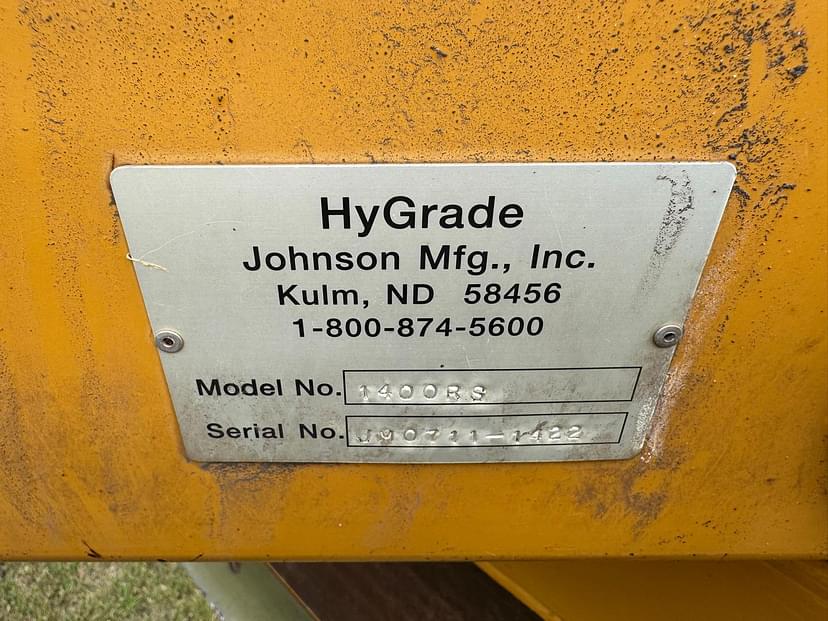 HyGrade
Johnson Mfg., Inc.
Kulm, ND 58456
1-800-874-5600
Model No. 1400RS
Serial No.